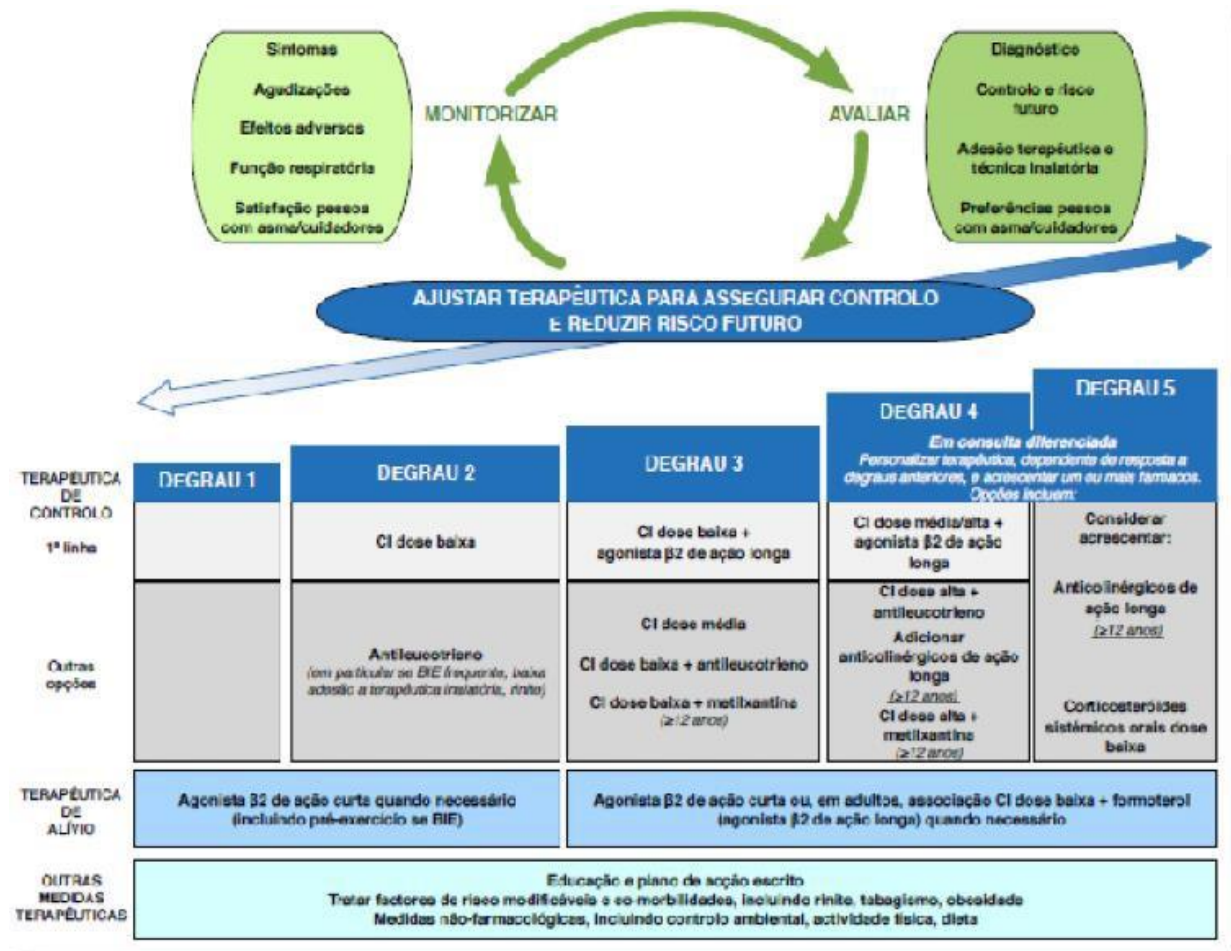 Sintomas
Agudizações
Efeitos adversos
Função respiratória
Satisfação pessoa
com asma/cuidadores
MONITORIZAR
AVALIAR
Diagnóstico
Controlo e risco
futuro
Adesão terapêutica e
técnica inalatória
Preferências pessoa
com asma/cuidadores
AJUSTAR TERAPÊUTICA PARA ASSEGURAR CONTROLO
E REDUZIR RISCO FUTURO
TERAPÊUTICA
DE
CONTROLO
1ª linha
DEGRAU 1
DEGRAU 2
CI dose baixa
DEGRAU 3
CI dose baixa +
agonista β2 de ação longa
DEGRAU 4
DEGRAU 5
Em consulta diferenciada
Personalizar terapêutica, dependente de resposta a
degraus anteriores, e acrescentar um ou mais fármacos.
Opções incluem:
CI dose média/alta +
agonista β2 de ação
longa
Considerar
acrescentar:
Anticolinérgicos de
ação longa
(≥12 anos)
Corticosteróides
sistémicos orais dose
baixa
Outras
opções
Antileucotrieno
(em particular se BIE frequente, baixa
adesão a terapêutica inalatória, rinite)
CI dose média
CI dose baixa + antileucotrieno
CI dose baixa + metilxantina
(≥12 anos)
CI dose alta +
antileucotrieno
Adicionar
anticolinérgicos de ação
longa
(≥12 anos)
CI dose alta +
metilxantina
(≥12 anos)
TERAPÊUTICA
DE
ALÍVIO
Agonista β2 de ação curta quando necessário
(incluindo pré-exercício se BIE)
Agonista β2 de ação curta ou, em adultos, associação CI dose baixa + formoterol
(agonista β2 de ação longa) quando necessário
OUTRAS
MEDIDAS
TERAPÊUTICAS
Educação e plano de acção escrito
Tratar factores de risco modificáveis e co-morbilidades, incluindo rinite, tabagismo, obesidade
Medidas não-farmacológicas, incluindo controlo ambiental, actividade física, dieta